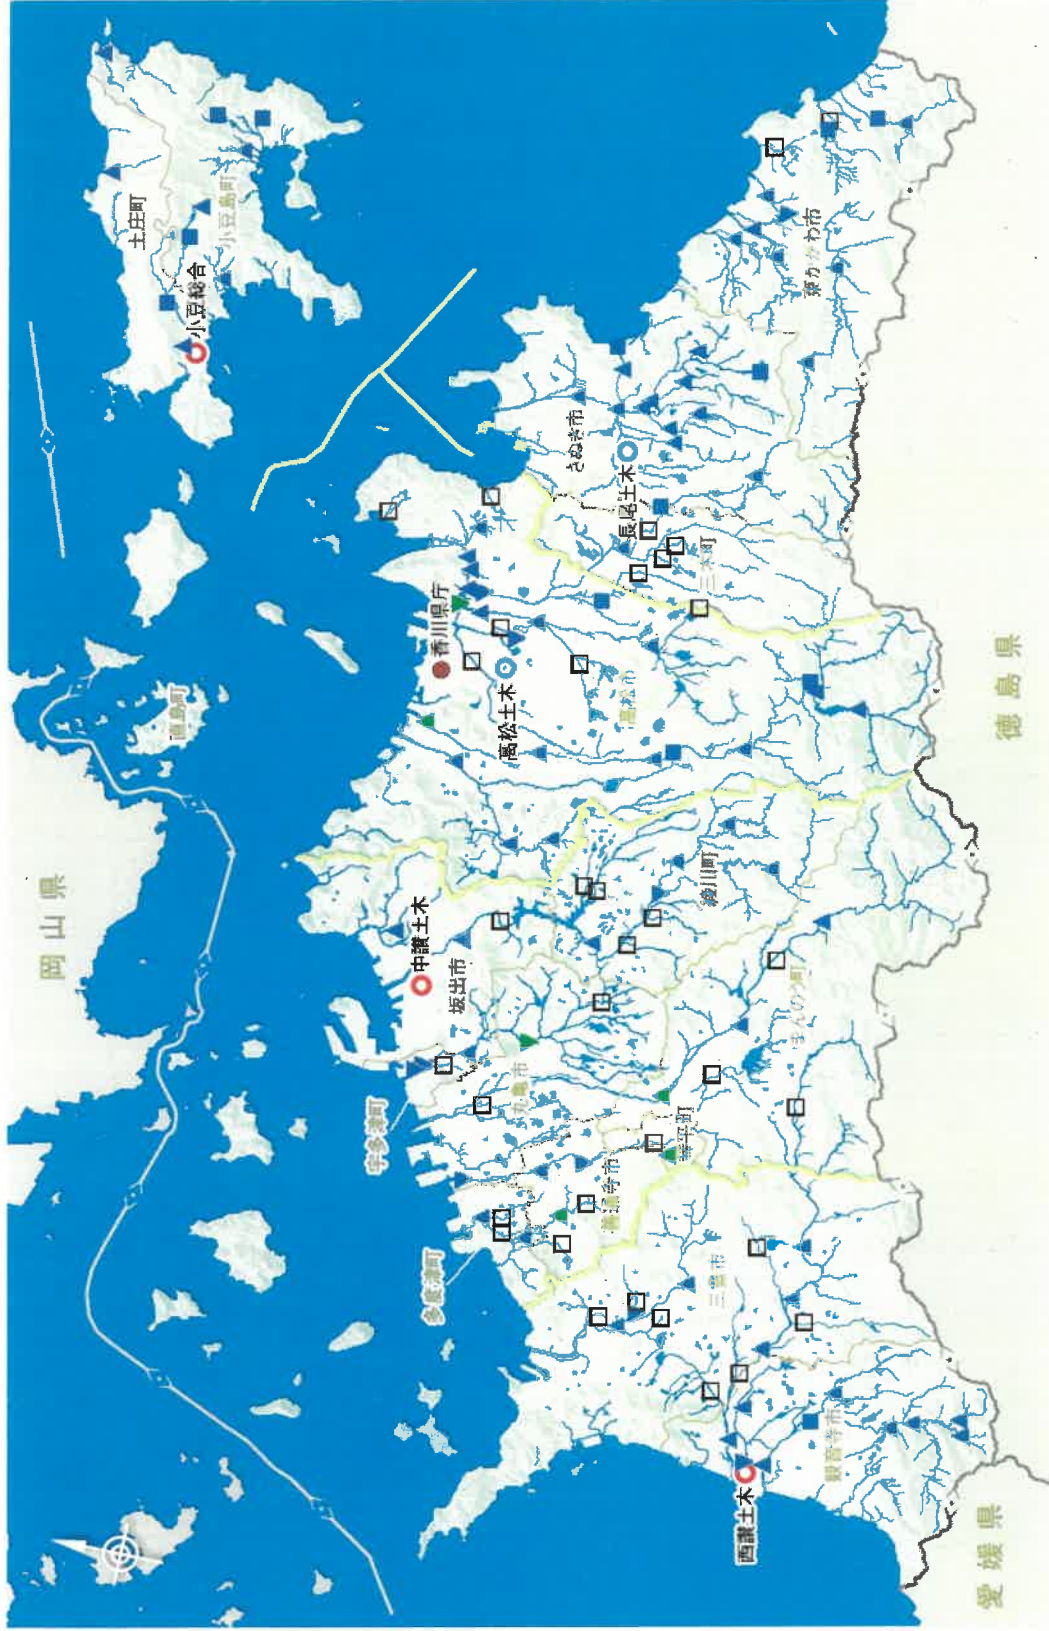 岡山県
土庄町
小豆島町
小豆総合
直島町
香川県庁
高松土木
高松市
さぬき市
長尾土木
三木町
東かがわ市
中讃土木
坂出市
宇多津町
丸亀市
綾川町
まんのう町
多度津町
善通寺市
琴平町
三豊市
西讃土木
観音寺市
愛媛県
徳島県